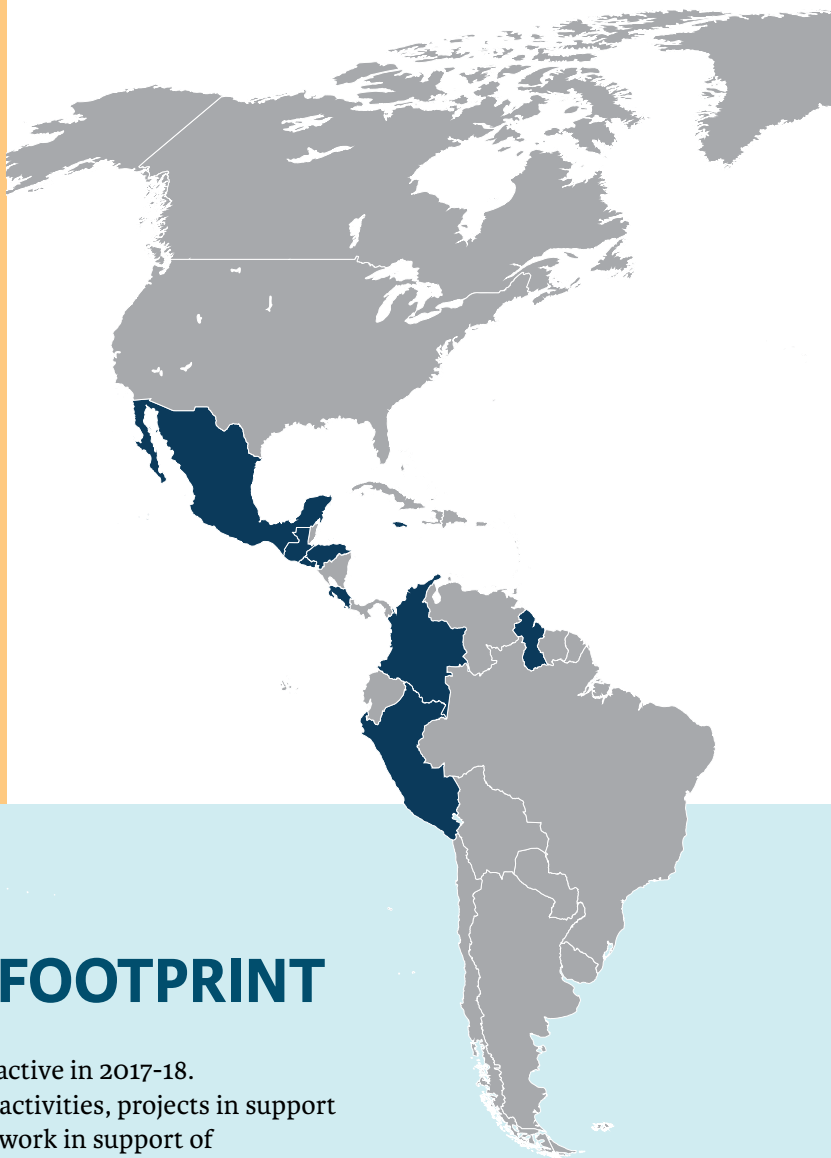 FOOTPRINT
active in 2017-18.
activities, projects in support
work in support of